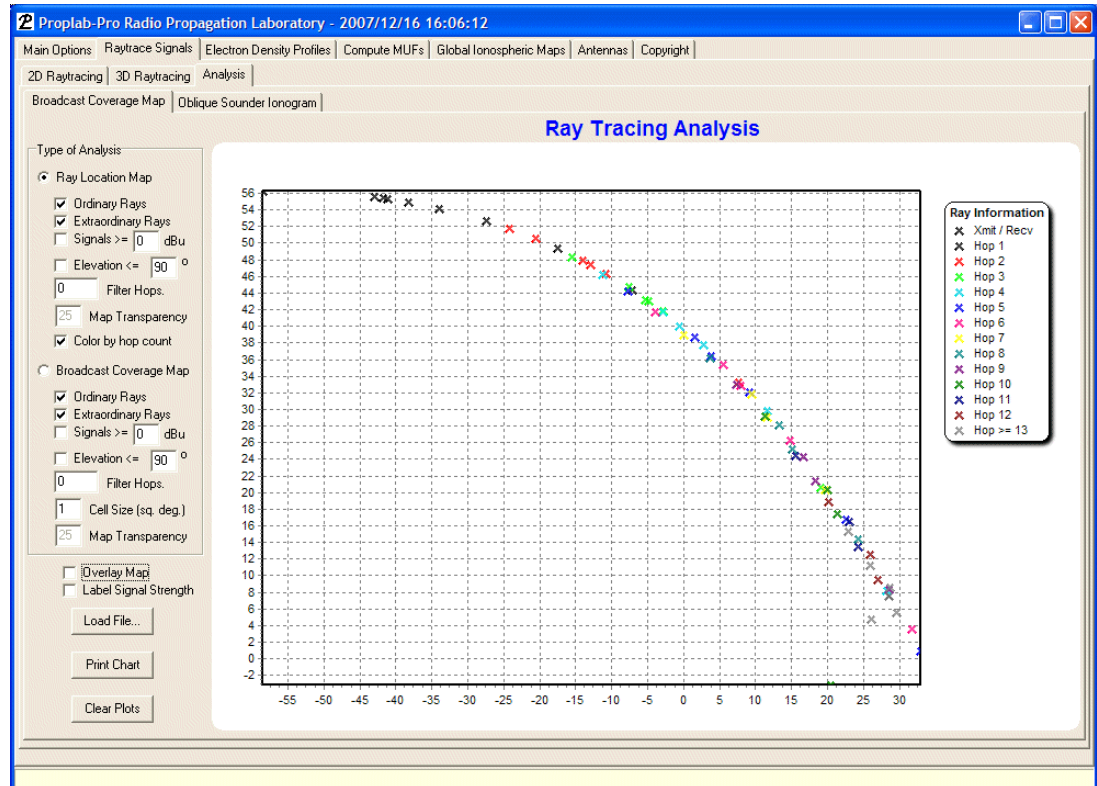 Proplab-Pro Radio Propagation Laboratory - 2007/12/16 16:06:12
Main Options Raytrace Signals Electron Density Profiles Compute MUFs Global Ionospheric Maps Antennas Copyright
2D Raytracing 3D Raytracing Analysis
Broadcast Coverage Map Oblique Sounder Ionogram
Ray Tracing Analysis
Type of Analysis
Ray Location Map
Ordinary Rays
Extraordinary Rays
Signals >= 0 dBu
Elevation <= 90 º
0 Filter Hops.
25 Map Transparency
Color by hop count
Broadcast Coverage Map
Ordinary Rays
Extraordinary Rays
Signals >= 0 dBu
Elevation <= 90 º
0 Filter Hops.
1 Cell Size (sq. deg.)
25 Map Transparency
Overlay Map
Label Signal Strength
Load File...
Print Chart
Clear Plots
56
54
52
50
48
46
44
42
40
38
36
34
32
30
28
26
24
22
20
18
16
14
12
10
8
6
4
2
0
-2
-55 -50 -45 -40 -35 -30 -25 -20 -15 -10 -5 0 5 10 15 20 25 30
Ray Information
Xmit / Recv
Hop 1
Hop 2
Hop 3
Hop 4
Hop 5
Hop 6
Hop 7
Hop 8
Hop 9
Hop 10
Hop 11
Hop 12
Hop >= 13